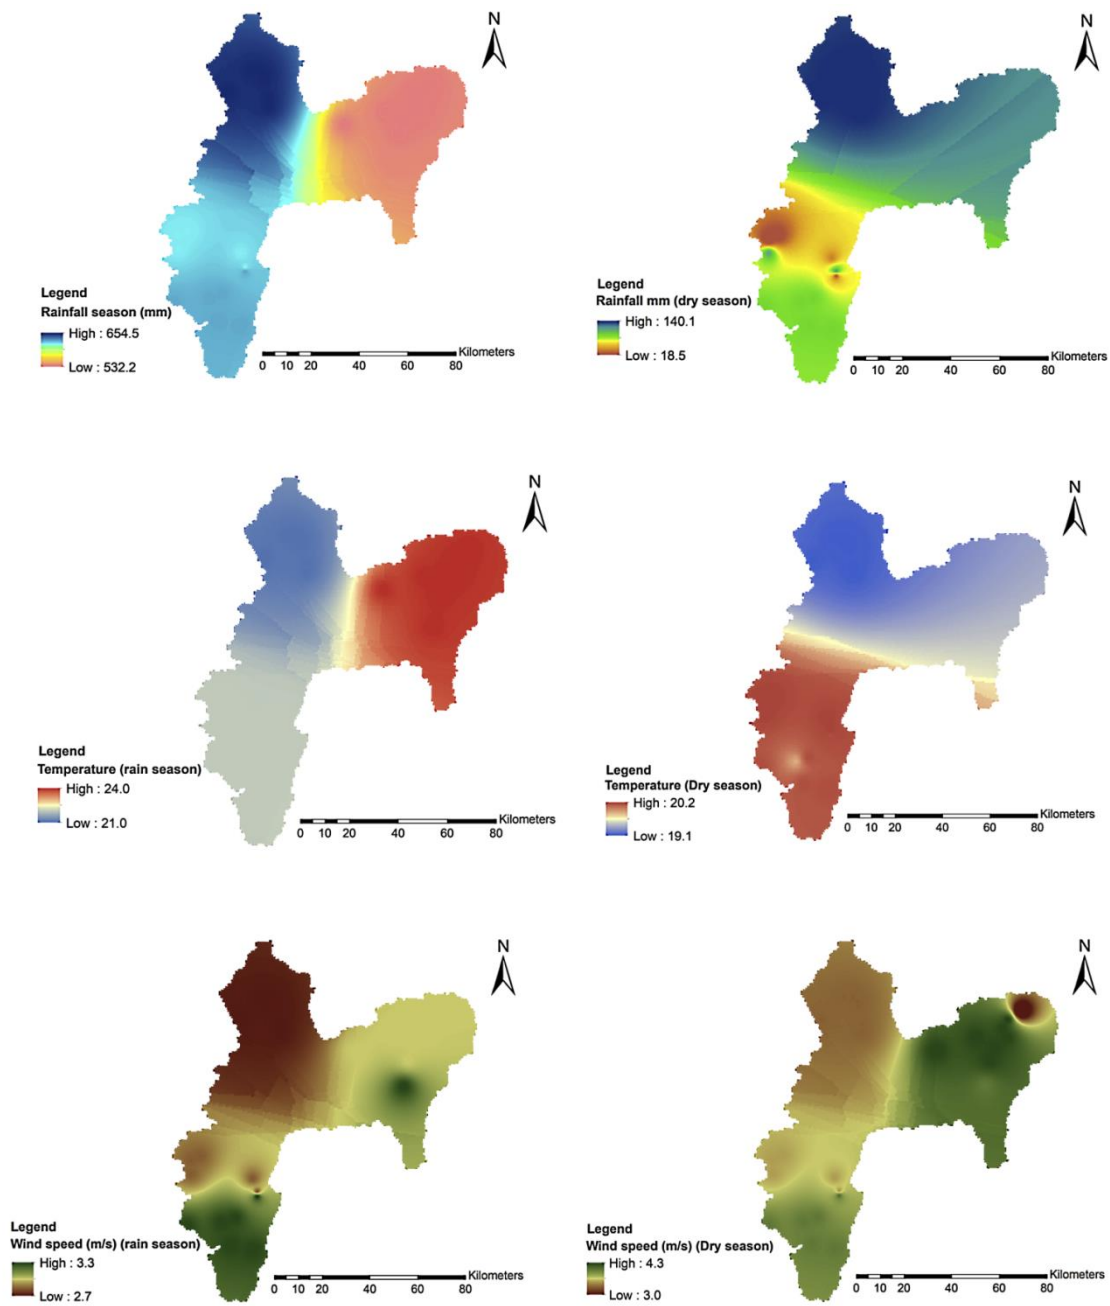 N
N
Legend
Rainfall season (mm)
High : 654.5
Low : 532.2
Kilometers
0 10 20 40 60 80
Legend
Rainfall mm (dry season)
High : 140.1
Low : 18.5
Kilometers
0 10 20 40 60 80
N
N
Legend
Temperature (rain season)
High : 24.0
Low : 21.0
Kilometers
0 10 20 40 60 80
Legend
Temperature (Dry season)
High : 20.2
Low : 19.1
Kilometers
0 10 20 40 60 80
N
N
Legend
Wind speed (m/s) (rain season)
High : 3.3
Low : 2.7
Kilometers
0 10 20 40 60 80
Legend
Wind speed (m/s) (Dry season)
High : 4.3
Low : 3.0
Kilometers
0 10 20 40 60 80